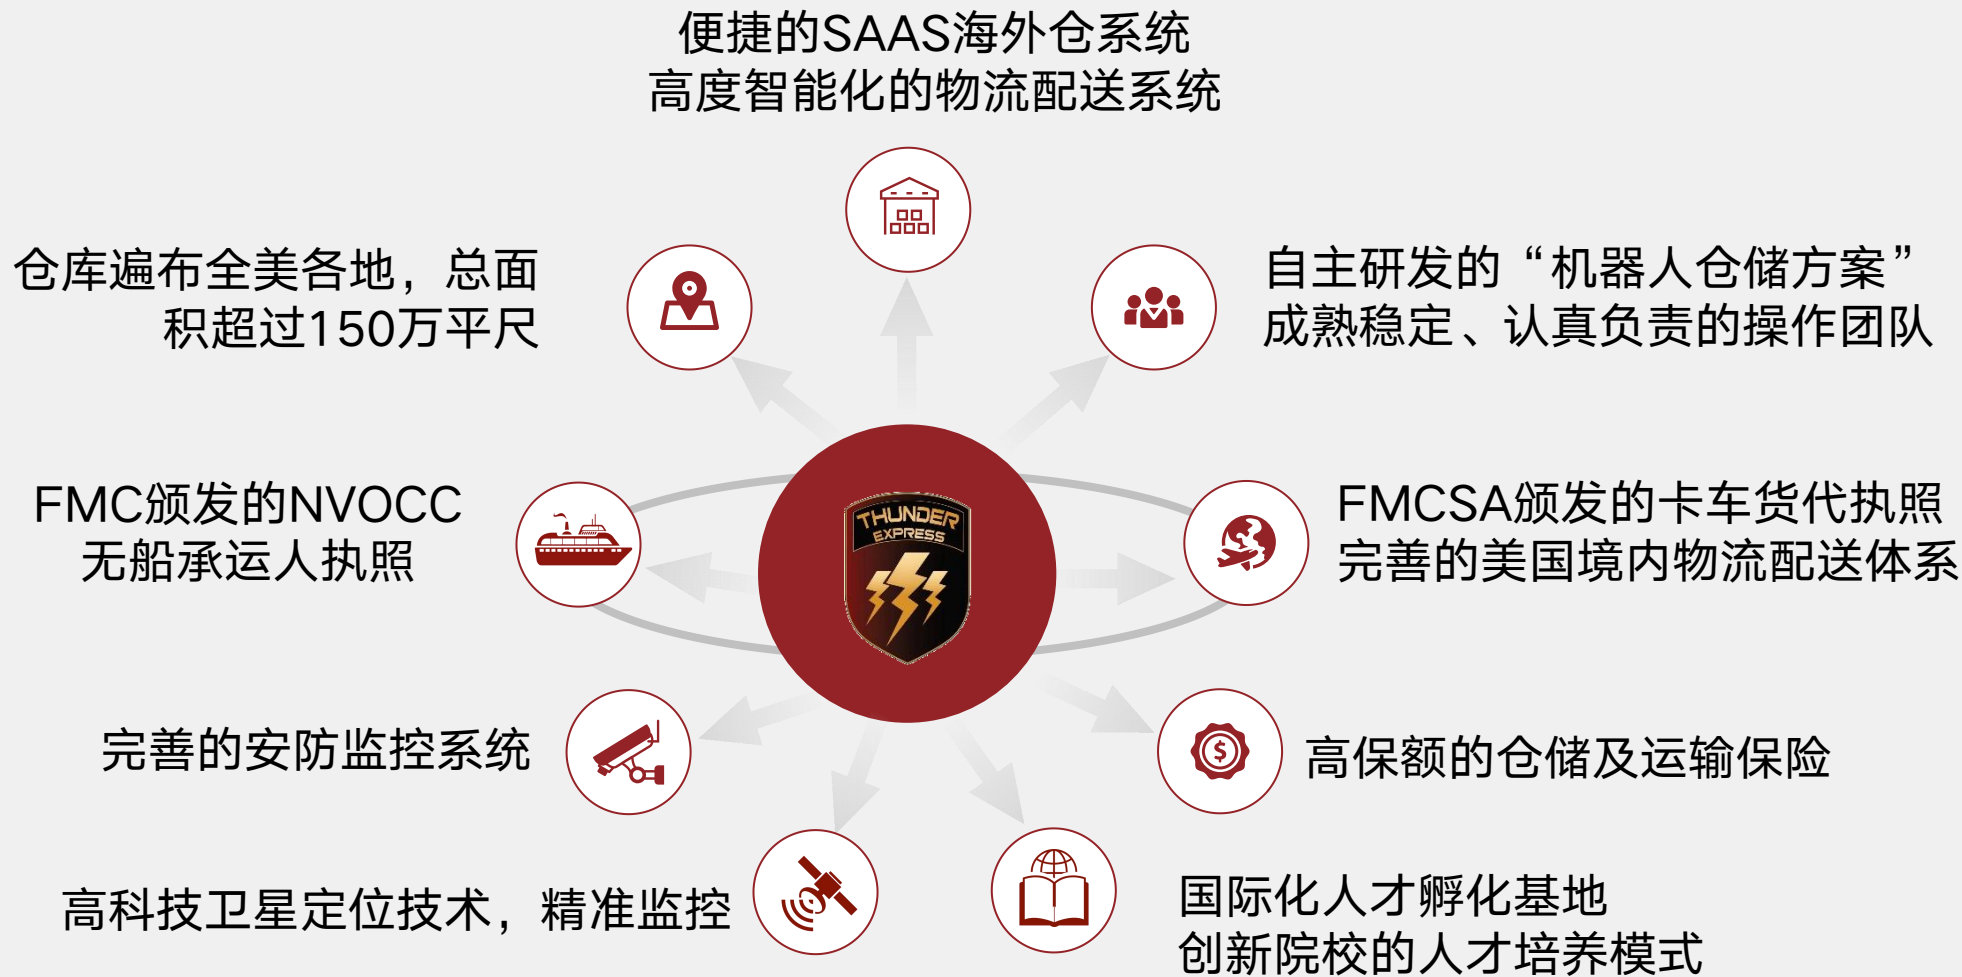 便捷的SAAS海外仓系统
高度智能化的物流配送系统
仓库遍布全美各地，总面
积超过150万平尺
自主研发的“机器人仓储方案”
成熟稳定、认真负责的操作团队
FMC颁发的NVOCC
无船承运人执照
THUNDER
EXPRESS
FMCSA颁发的卡车货代执照
完善的美国境内物流配送体系
完善的安防监控系统
$
高保额的仓储及运输保险
高科技卫星定位技术，精准监控
国际化人才孵化基地
创新院校的人才培养模式